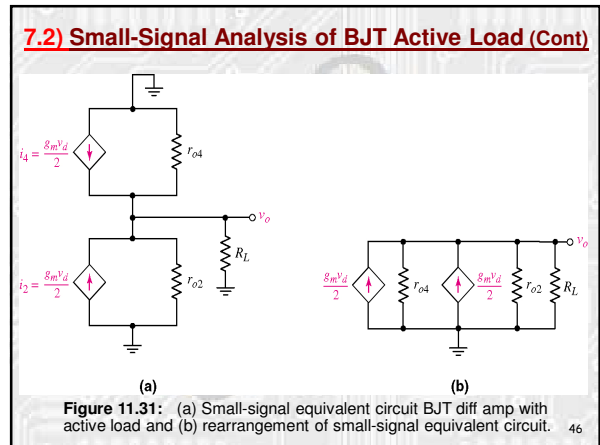 7.2) Small-Signal Analysis of BJT Active Load (Cont)
i4 = gmvd/2
ro4
vo
RL
i2 = gmvd/2
ro2
gmvd/2
ro4
gmvd/2
ro2
RL
vo
(a)
(b)
Figure 11.31: (a) Small-signal equivalent circuit BJT diff amp with
active load and (b) rearrangement of small-signal equivalent circuit.
46